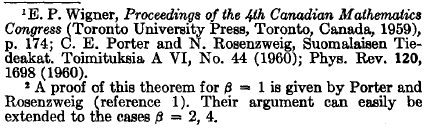 ¹ E. P. Wigner, Proceedings of the 4th Canadian Mathematics
Congress (Toronto University Press, Toronto, Canada, 1959),
p. 174; C. E. Porter and N. Rosenzweig, Suomalaisen Tie-
deakat. Toimituksia A VI, No. 44 (1960); Phys. Rev. 120,
1698 (1960).
² A proof of this theorem for β = 1 is given by Porter and
Rosenzweig (reference 1). Their argument can easily be
extended to the cases β = 2, 4.